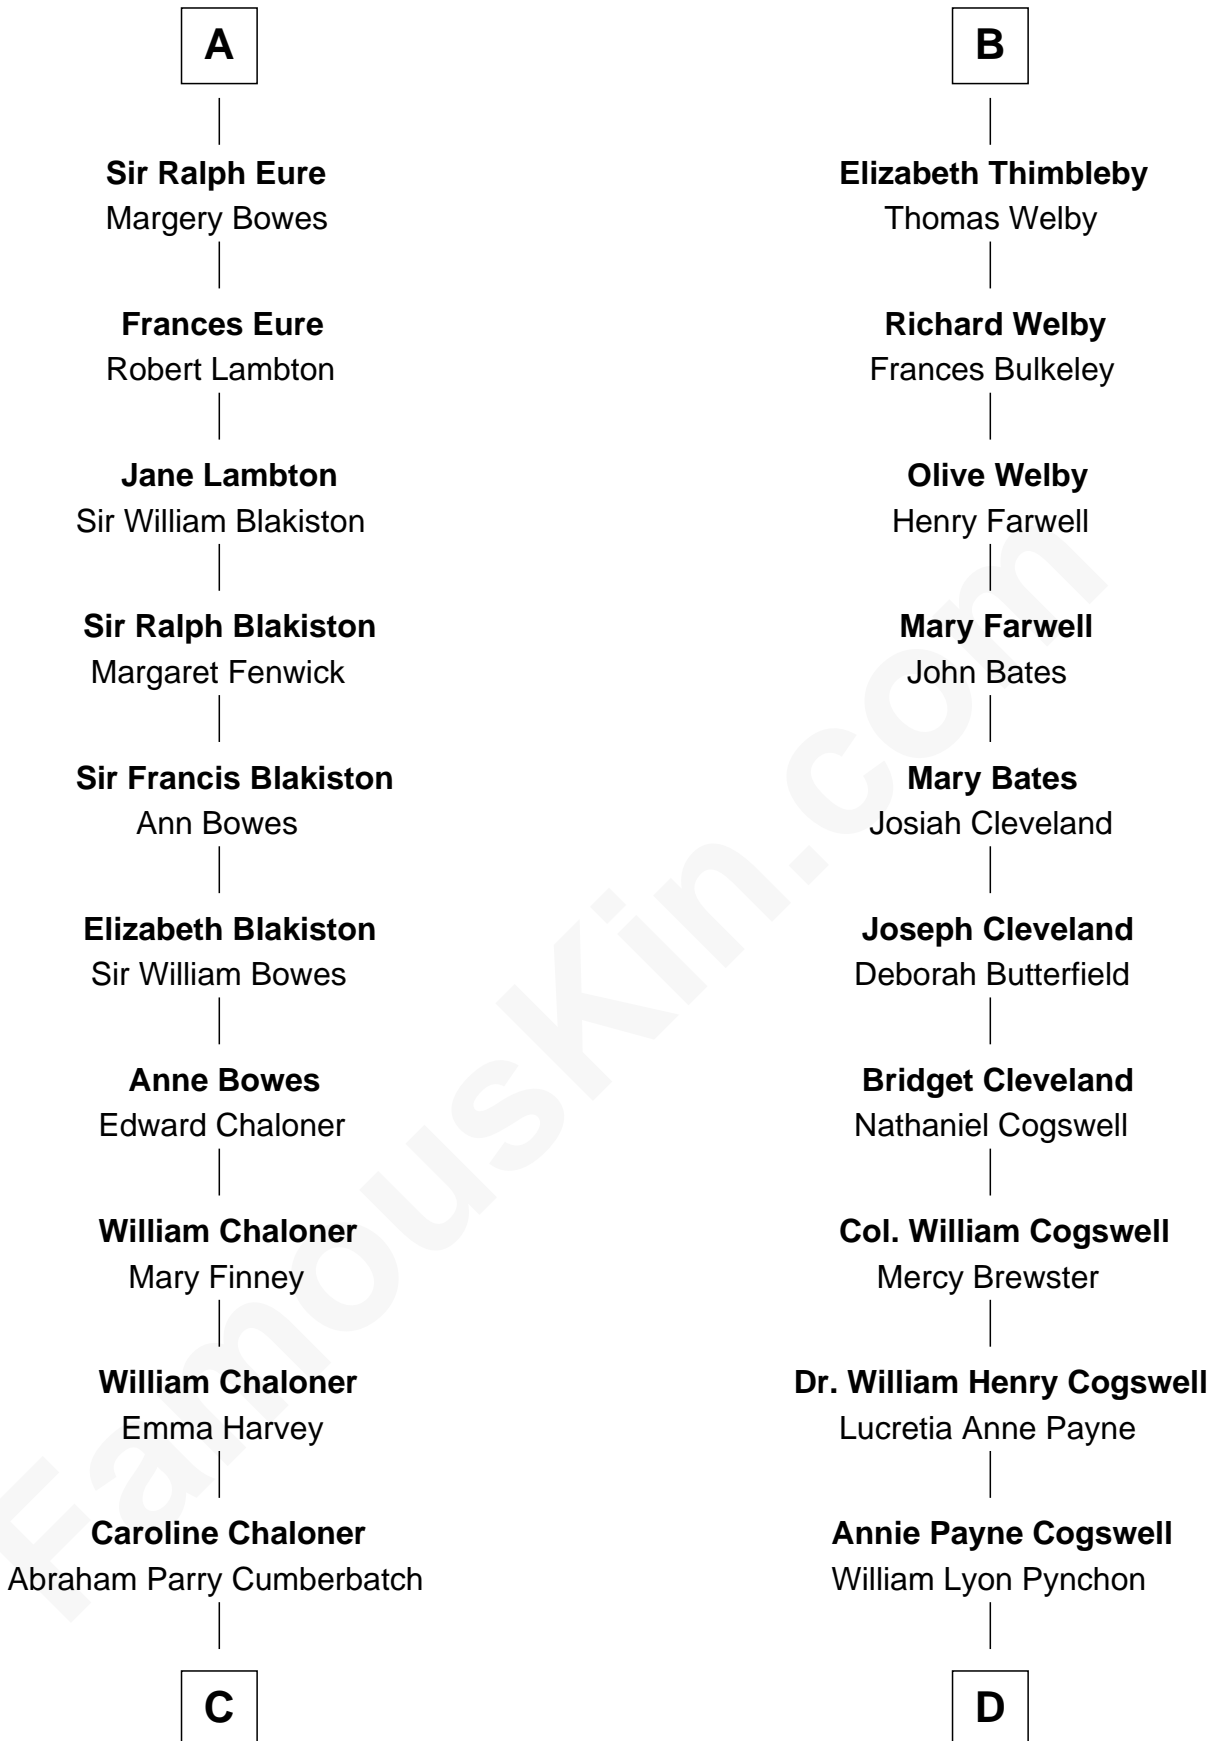 A
Sir Ralph Eure
Margery Bowes
Frances Eure
Robert Lambton
Jane Lambton
Sir William Blakiston
Sir Ralph Blakiston
Margaret Fenwick
Sir Francis Blakiston
Ann Bowes
Elizabeth Blakiston
Sir William Bowes
Anne Bowes
Edward Chaloner
William Chaloner
Mary Finney
William Chaloner
Emma Harvey
Caroline Chaloner
Abraham Parry Cumberbatch
C
B
Elizabeth Thimbleby
Thomas Welby
Richard Welby
Frances Bulkeley
Olive Welby
Henry Farwell
Mary Farwell
John Bates
Mary Bates
Josiah Cleveland
Joseph Cleveland
Deborah Butterfield
Bridget Cleveland
Nathaniel Cogswell
Col. William Cogswell
Mercy Brewster
Dr. William Henry Cogswell
Lucretia Anne Payne
Annie Payne Cogswell
William Lyon Pynchon
D
FamousKin.com